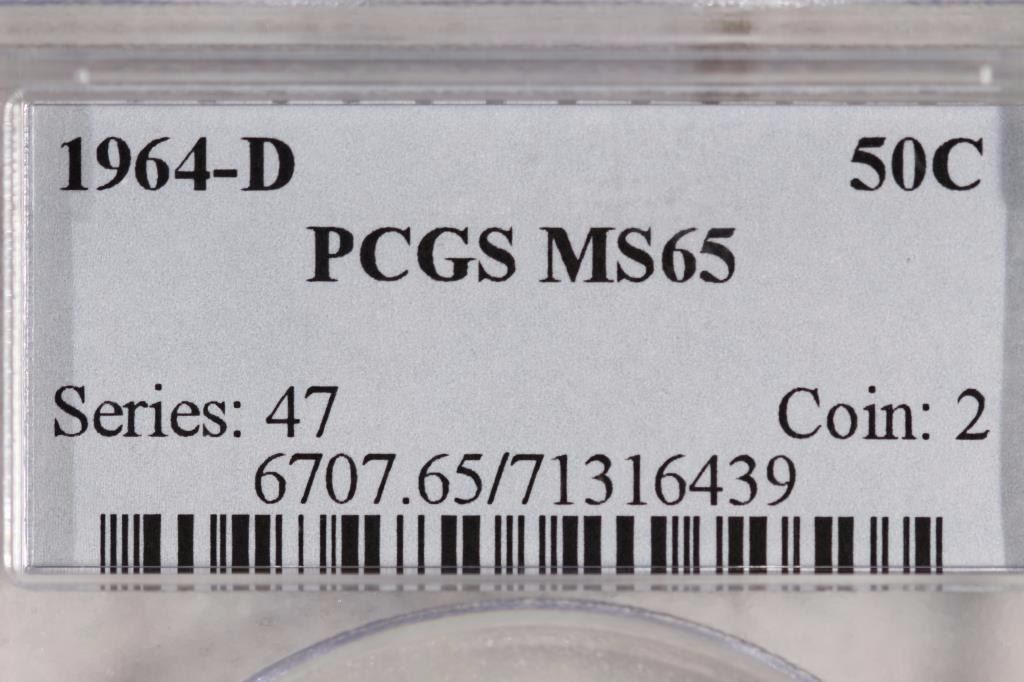 1964-D 50C
PCGS MS65
Series: 47 Coin: 2
6707.65/71316439